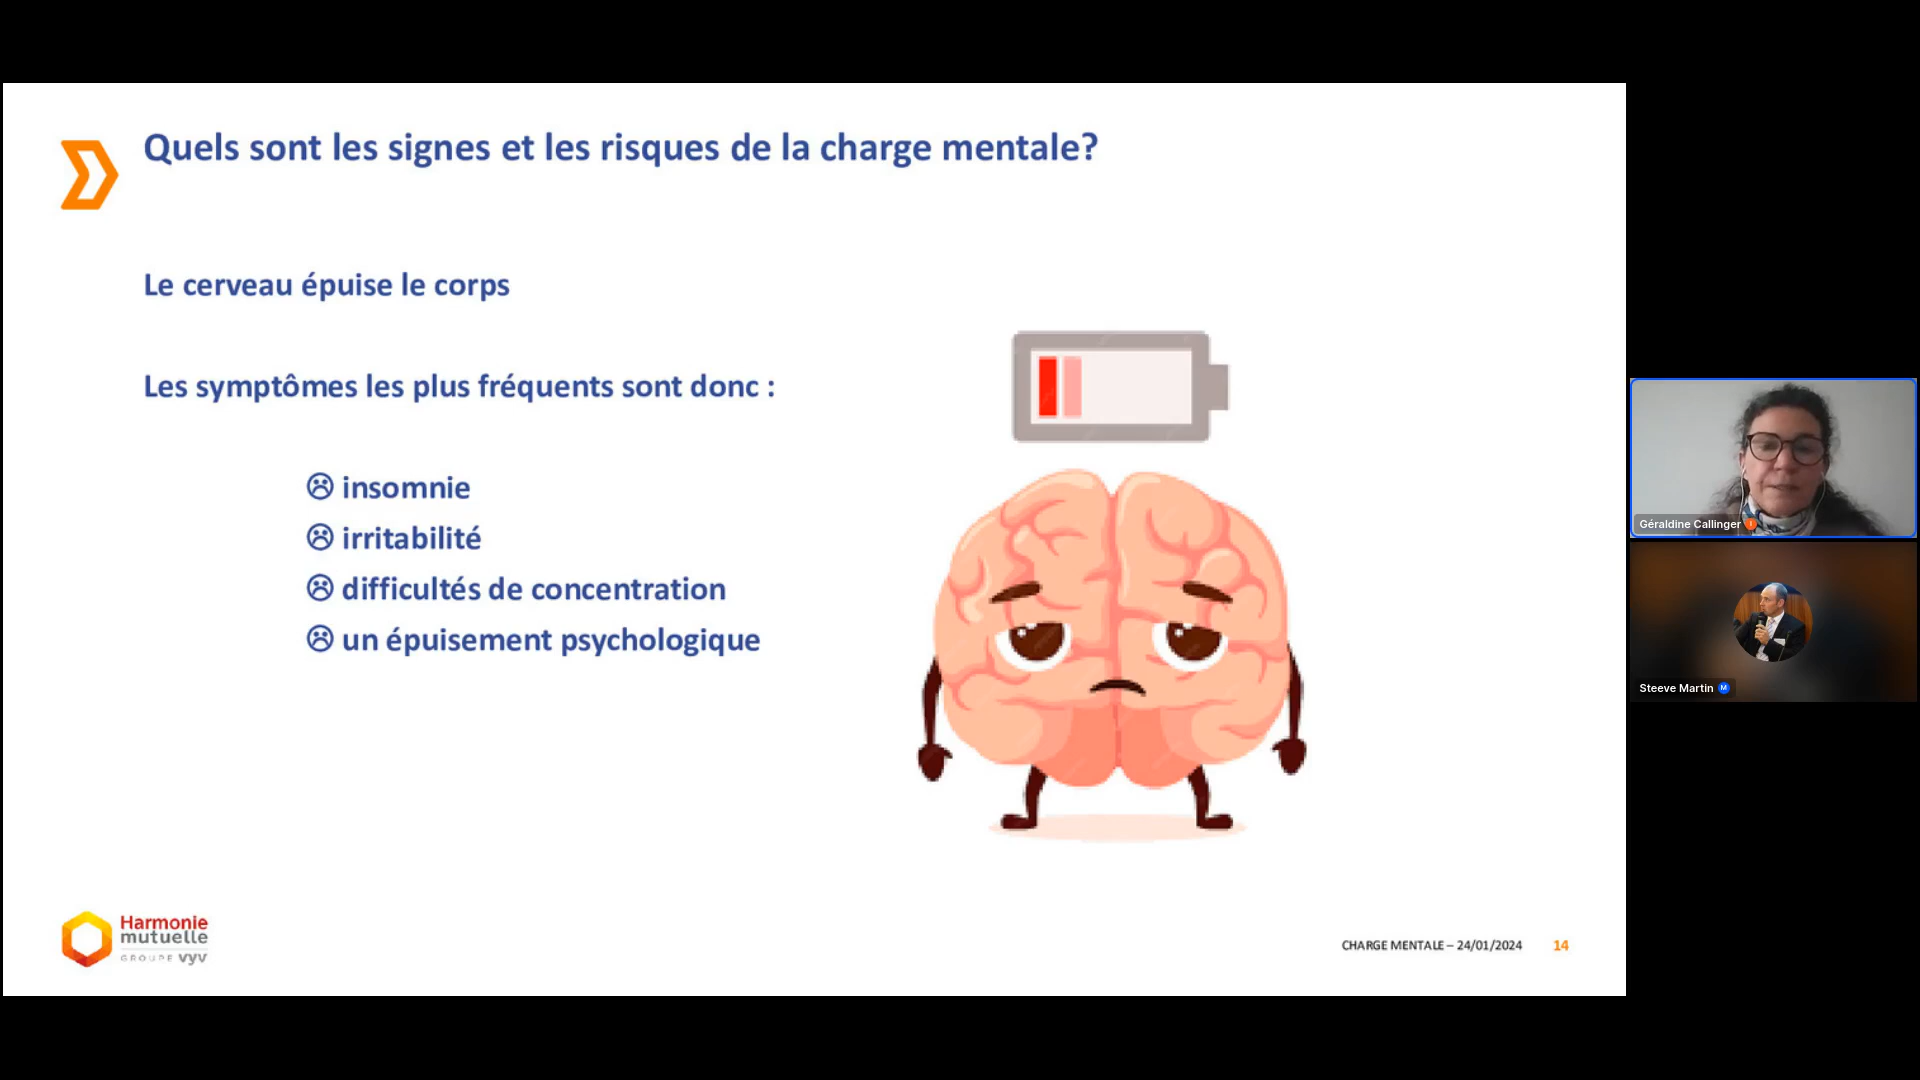 Quels sont les signes et les risques de la charge mentale?
Le cerveau épuise le corps
Les symptômes les plus fréquents sont donc :
☹ insomnie
☹ irritabilité
☹ difficultés de concentration
☹ un épuisement psychologique
Harmonie
mutuelle
GROUPE vyv
CHARGE MENTALE – 24/01/2024 14
Géraldine Callinger I
Steeve Martin M